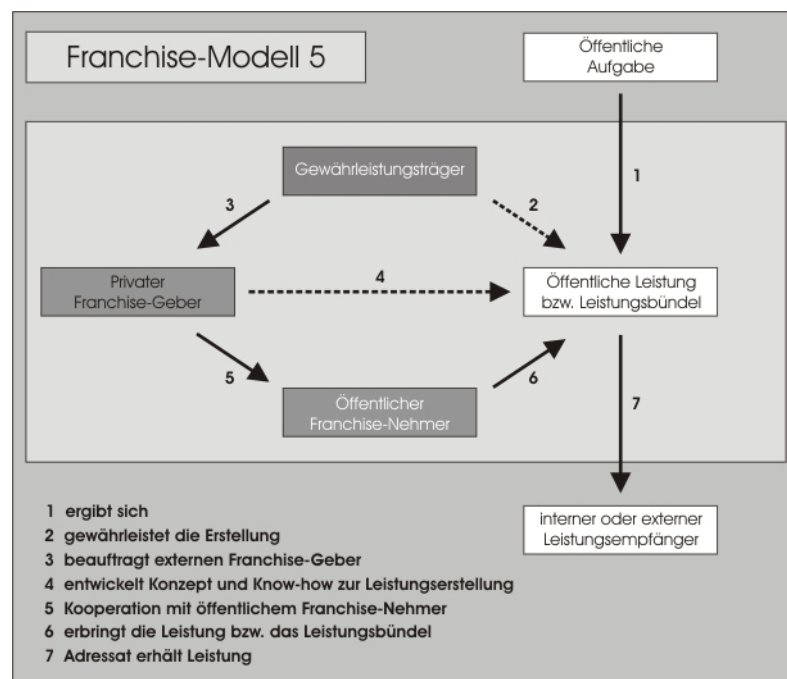 Franchise-Modell 5
Öffentliche
Aufgabe
Gewährleistungsträger
1
3
2
Privater
Franchise-Geber
4
Öffentliche Leistung
bzw. Leistungsbündel
5
6
Öffentlicher
Franchise-Nehmer
7
1 ergibt sich
2 gewährleistet die Erstellung
3 beauftragt externen Franchise-Geber
4 entwickelt Konzept und Know-how zur Leistungserstellung
5 Kooperation mit öffentlichem Franchise-Nehmer
6 erbringt die Leistung bzw. das Leistungsbündel
7 Adressat erhält Leistung
interner oder externer
Leistungsempfänger